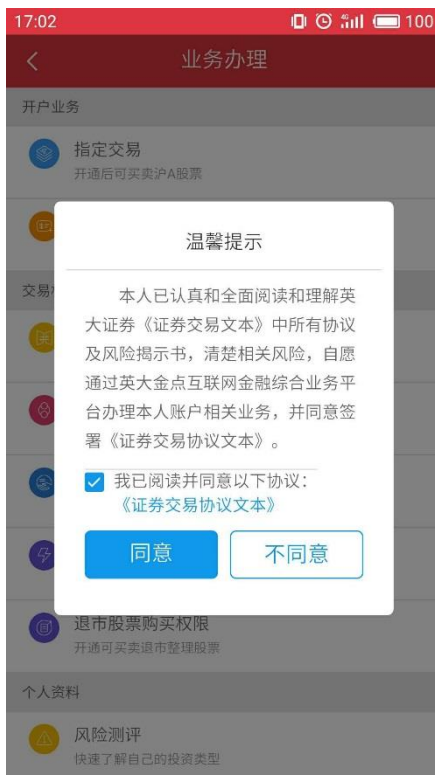 17:02
4G
100
业务办理
开户业务
指定交易
开通后可买卖沪A股票
交易
温馨提示
本人已认真和全面阅读和理解英
大证券《证券交易文本》中所有协议
及风险揭示书，清楚相关风险，自愿
通过英大金点互联网金融综合业务平
台办理本人账户相关业务，并同意签
署《证券交易协议文本》。
我已阅读并同意以下协议：
《证券交易协议文本》
同意
不同意
退市股票购买权限
开通可买卖退市整理股票
个人资料
风险测评
快速了解自己的投资类型